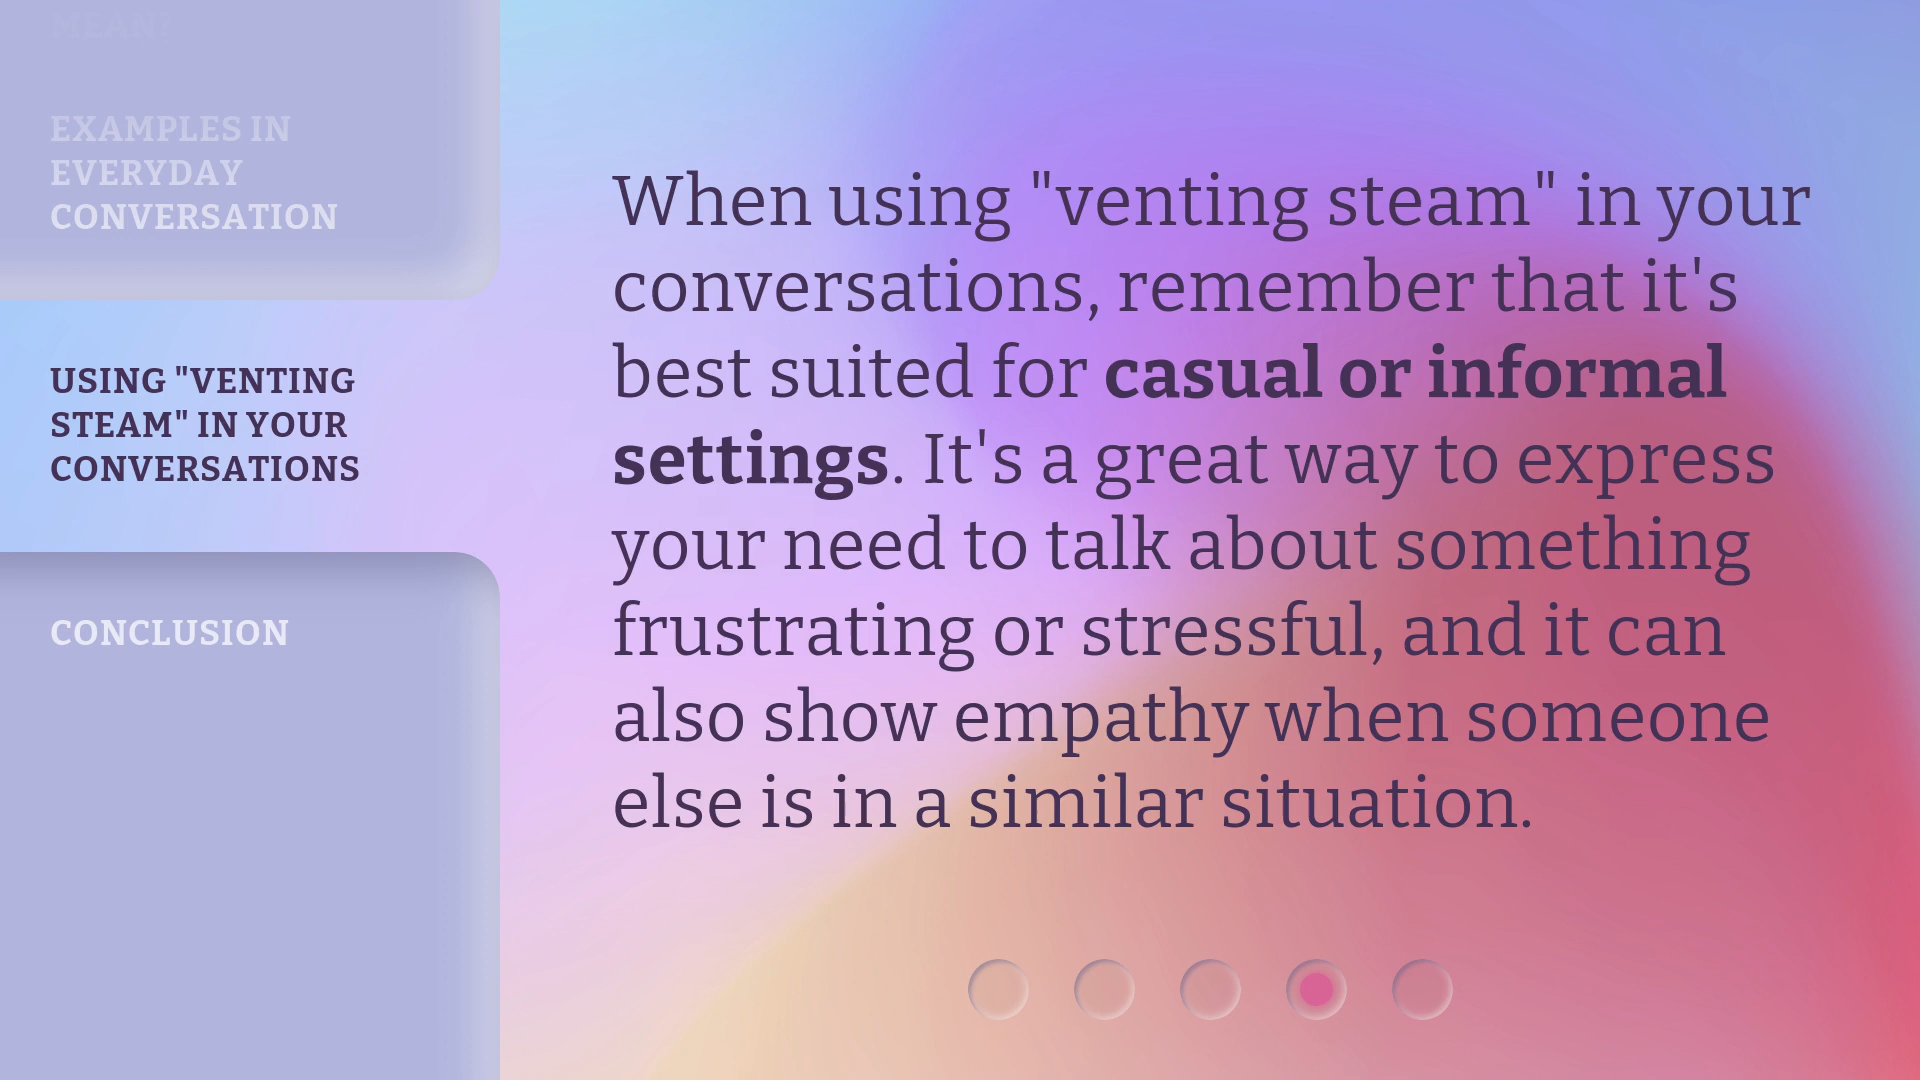 MEAN?
EXAMPLES IN
EVERYDAY
CONVERSATION
USING "VENTING
STEAM" IN YOUR
CONVERSATIONS
CONCLUSION
When using "venting steam" in your
conversations, remember that it's
best suited for casual or informal
settings. It's a great way to express
your need to talk about something
frustrating or stressful, and it can
also show empathy when someone
else is in a similar situation.